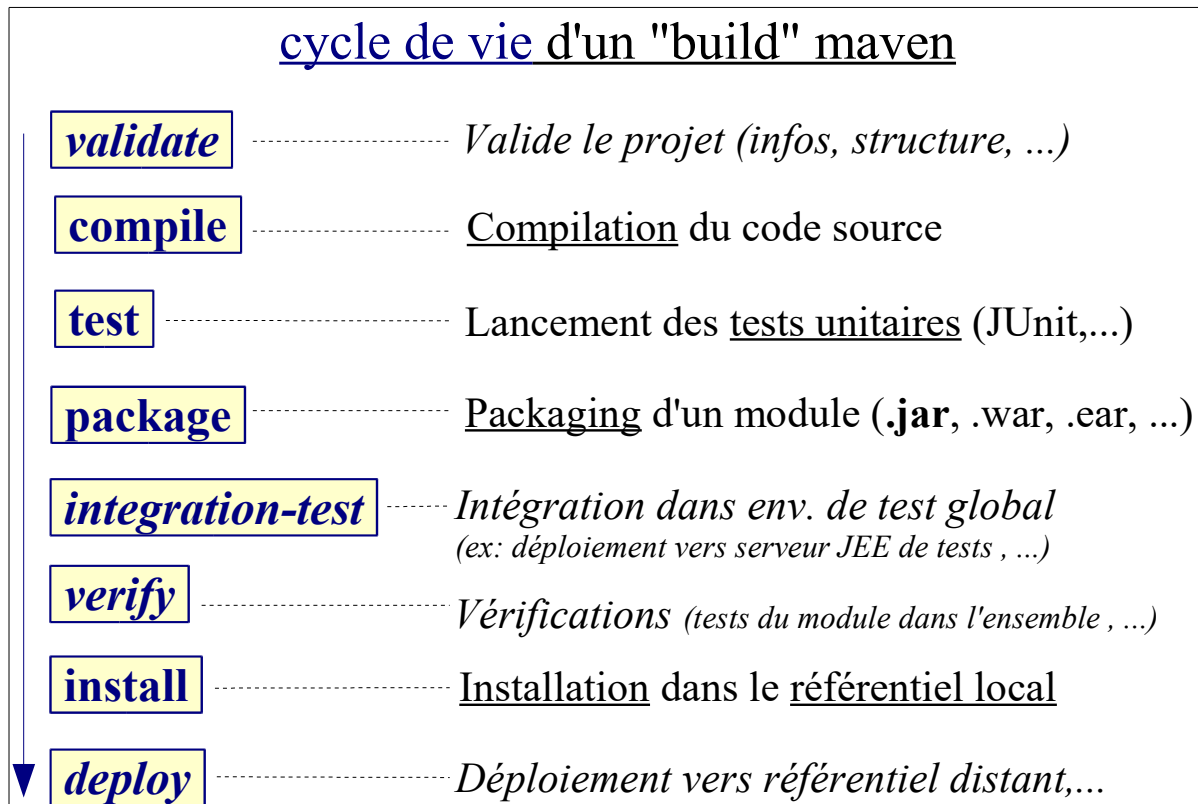 cycle de vie d'un "build" maven
validate Valide le projet (infos, structure, ...)
compile Compilation du code source
test Lancement des tests unitaires (JUnit,...)
package Packaging d'un module (.jar, .war, .ear, ...)
integration-test Intégration dans env. de test global
(ex: déploiement vers serveur JEE de tests , ...)
verify Vérifications (tests du module dans l'ensemble , ...)
install Installation dans le référentiel local
deploy Déploiement vers référentiel distant,...